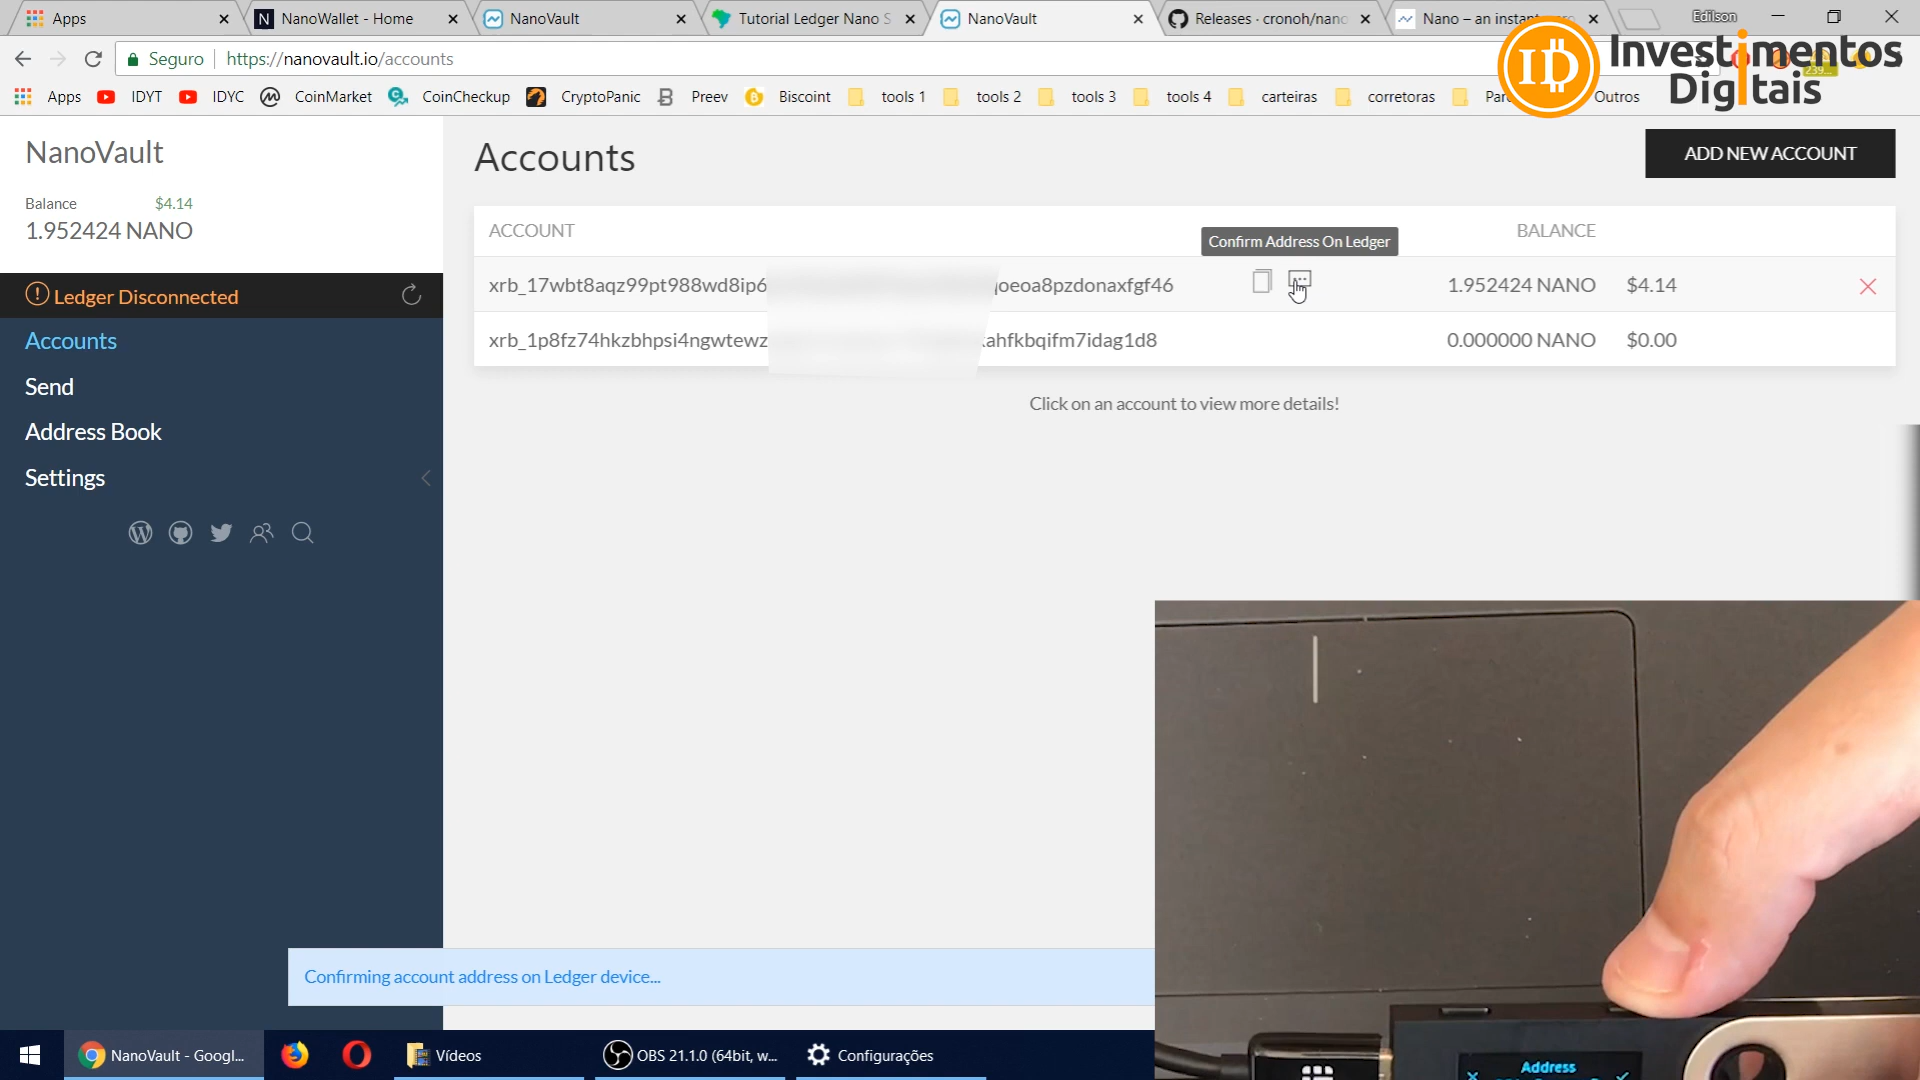 Apps
NanoWallet - Home
NanoVault
Tutorial Ledger Nano S
NanoVault
Releases · cronoh/nano
Nano – an instant
Edilson
Seguro
https://nanovault.io/accounts
Investimentos
Digitais
Apps
IDYT
IDYC
CoinMarket
CoinCheckup
CryptoPanic
Preev
Biscoint
tools 1
tools 2
tools 3
tools 4
carteiras
corretoras
Outros
NanoVault
Balance
$4.14
1.952424 NANO
Ledger Disconnected
Accounts
Send
Address Book
Settings
Accounts
ADD NEW ACCOUNT
ACCOUNT
BALANCE
Confirm Address On Ledger
xrb_17wbt8aqz99pt988wd8ip6
joeoa8pzdonaxfgf46
1.952424 NANO
$4.14
xrb_1p8fz74hkzbhpsi4ngwtewz
ahfkbqifm7idag1d8
0.000000 NANO
$0.00
Click on an account to view more details!
Confirming account address on Ledger device...
Address
NanoVault - Googl...
Vídeos
OBS 21.1.0 (64bit, w...
Configurações